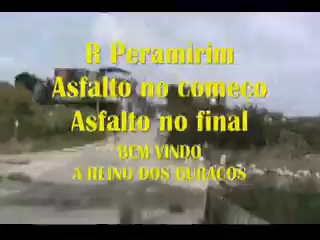 R Peramirim
Asfalto no começo
Asfalto no final
BEM VINDO
A REINO DOS BURACOS